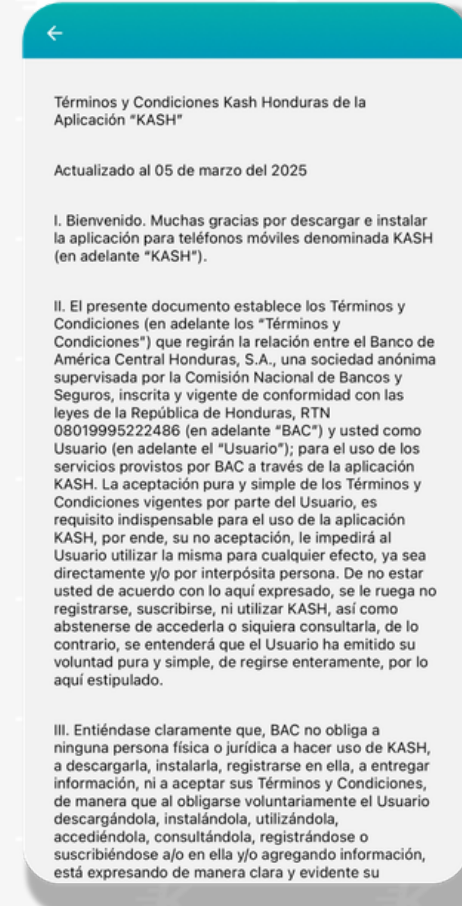 Términos y Condiciones Kash Honduras de la
Aplicación “KASH”
Actualizado al 05 de marzo del 2025
I. Bienvenido. Muchas gracias por descargar e instalar
la aplicación para teléfonos móviles denominada KASH
(en adelante “KASH”).
II. El presente documento establece los Términos y
Condiciones (en adelante los “Términos y
Condiciones”) que regirán la relación entre el Banco de
América Central Honduras, S.A., una sociedad anónima
supervisada por la Comisión Nacional de Bancos y
Seguros, inscrita y vigente de conformidad con las
leyes de la República de Honduras, RTN
08019995222486 (en adelante “BAC”) y usted como
Usuario (en adelante el “Usuario”); para el uso de los
servicios provistos por BAC a través de la aplicación
KASH. La aceptación pura y simple de los Términos y
Condiciones vigentes por parte del Usuario, es
requisito indispensable para el uso de la aplicación
KASH, por ende, su no aceptación, le impedirá al
Usuario utilizar la misma para cualquier efecto, ya sea
directamente y/o por interpósita persona. De no estar
usted de acuerdo con lo aquí expresado, se le ruega no
registrarse, suscribirse, ni utilizar KASH, así como
abstenerse de accederla o siquiera consultarla, de lo
contrario, se entenderá que el Usuario ha emitido su
voluntad pura y simple, de regirse enteramente, por lo
aquí estipulado.
III. Entiéndase claramente que, BAC no obliga a
ninguna persona física o jurídica a hacer uso de KASH,
a descargarla, instalarla, registrarse en ella, a entregar
información, ni a aceptar sus Términos y Condiciones,
de manera que al obligarse voluntariamente el Usuario
descargándola, instalándola, utilizándola,
accediéndola, consultándola, registrándose o
suscribiéndose a/o en ella y/o agregando información,
está expresando de manera clara y evidente su